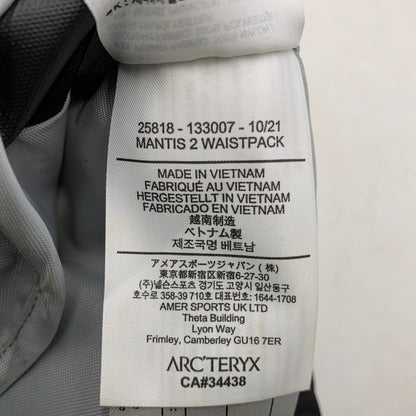 25818 - 133007 - 10/21
MANTIS 2 WAISTPACK
MADE IN VIETNAM
FABRIQUÉ AU VIETNAM
HERGESTELLT IN VIETNAM
FABRICADO EN VIETNAM
越南制造
ベトナム製
제조국명 베트남
アメアスポーツジャパン(株)
東京都新宿区新宿6-27-30
(주)넬슨스포츠 경기도 고양시 일산동구
호수로 358-39 710호 대표번호: 1644-1708
AMER SPORTS UK LTD
Theta Building
Lyon Way
Frimley, Camberley GU16 7ER
ARC'TERYX
CA#34438